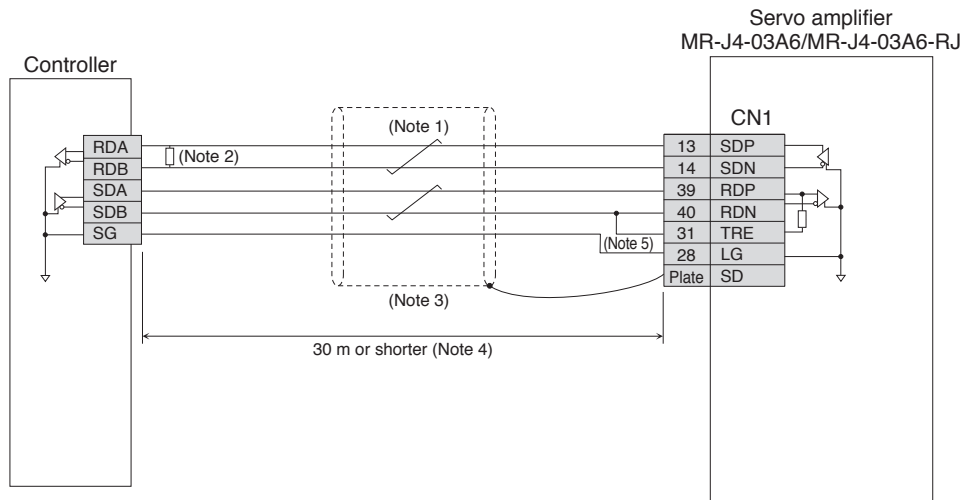 Servo amplifier
MR-J4-03A6/MR-J4-03A6-RJ
Controller
CN1
(Note 1)
RDA
(Note 2)
13 SDP
RDB
14 SDN
SDA
39 RDP
SDB
40 RDN
SG
31 TRE
(Note 5)
28 LG
Plate SD
(Note 3)
30 m or shorter (Note 4)